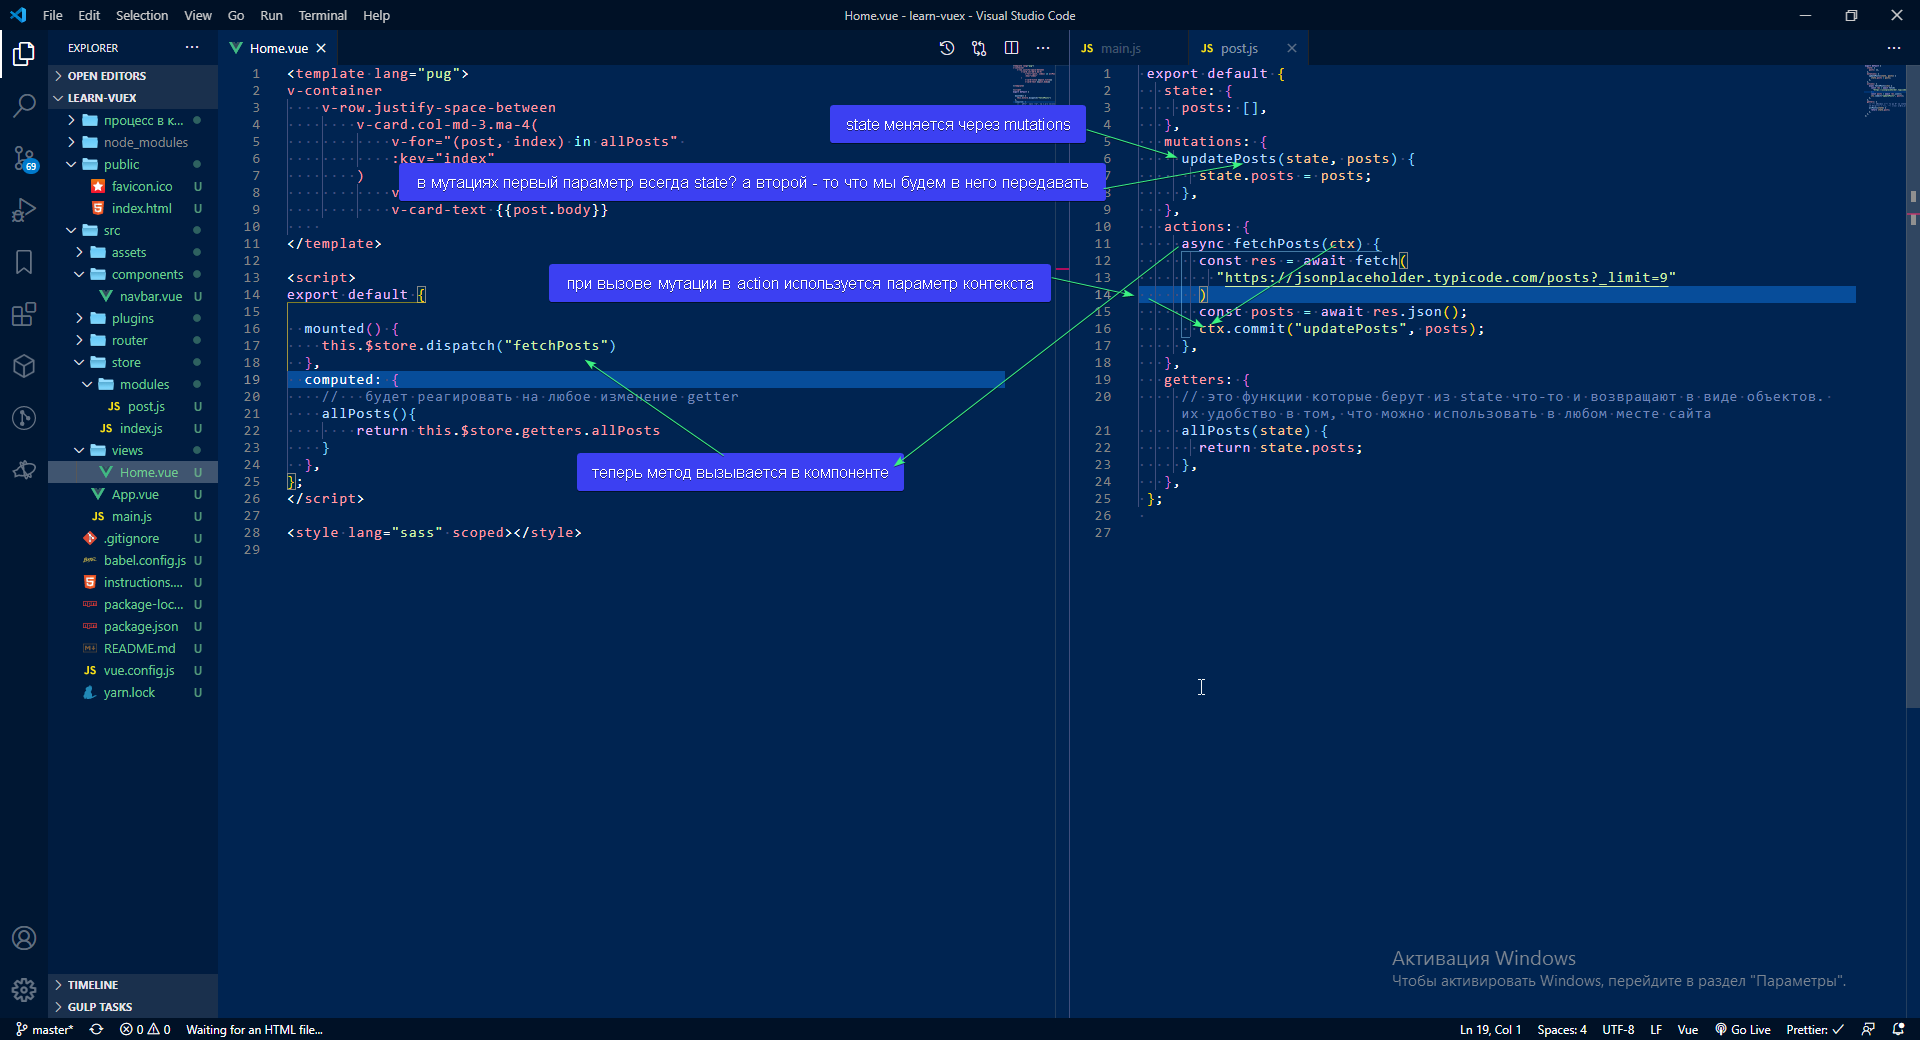 File Edit Selection View Go Run Terminal Help
Home.vue - learn-vuex - Visual Studio Code
EXPLORER
OPEN EDITORS
LEARN-VUEX
процесс в к...
node_modules
public
favicon.ico U
index.html U
src
assets
components
navbar.vue U
plugins
router
store
modules
JS post.js U
JS index.js U
views
Home.vue U
App.vue U
JS main.js U
.gitignore U
babel.config.js U
instructions.... U
package-loc... U
package.json U
README.md U
JS vue.config.js U
yarn.lock U
TIMELINE
GULP TASKS
69
Home.vue
1 <template lang="pug">
2 v-container
3 v-row.justify-space-between
4 v-card.col-md-3.ma-4(
5 v-for="(post, index) in allPosts"
6 :key="index"
7 )
8 v
9 v-card-text {{post.body}}
10
11 </template>
12
13 <script>
14 export default {
15
16 mounted() {
17 this.$store.dispatch("fetchPosts")
18 },
19 computed: {
20 // будет реагировать на любое изменение getter
21 allPosts(){
22 return this.$store.getters.allPosts
23 }
24 },
25 };
26 </script>
27
28 <style lang="sass" scoped></style>
29
state меняется через mutations
в мутациях первый параметр всегда state? а второй - то что мы будем в него передавать
при вызове мутации в action используется параметр контекста
теперь метод вызывается в компоненте
JS main.js
JS post.js
1 export default {
2 state: {
3 posts: [],
4 },
5 mutations: {
6 updatePosts(state, posts) {
7 state.posts = posts;
8 },
9 },
10 actions: {
11 async fetchPosts(ctx) {
12 const res = await fetch(
13 "https://jsonplaceholder.typicode.com/posts?_limit=9"
14 )
15 const posts = await res.json();
16 ctx.commit("updatePosts", posts);
17 },
18 },
19 getters: {
20 // это функции которые берут из state что-то и возвращают в виде объектов.
их удобство в том, что можно использовать в любом месте сайта
21 allPosts(state) {
22 return state.posts;
23 },
24 },
25 };
26
27
Активация Windows
Чтобы активировать Windows, перейдите в раздел "Параметры".
master* 0 0 Waiting for an HTML file...
Ln 19, Col 1 Spaces: 4 UTF-8 LF Vue Go Live Prettier: